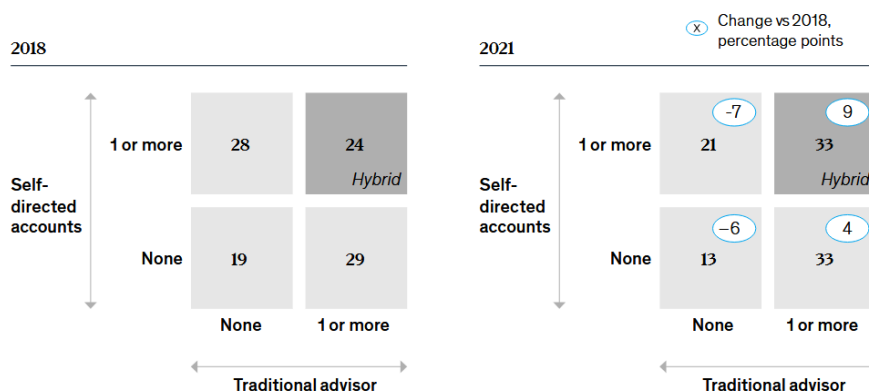 2018
1 or more
28
24
Hybrid
Self-
directed
accounts
None
19
29
None
1 or more
Traditional advisor
X
Change vs 2018,
percentage points
2021
1 or more
-7
21
9
33
Hybrid
Self-
directed
accounts
None
–6
13
4
33
None
1 or more
Traditional advisor